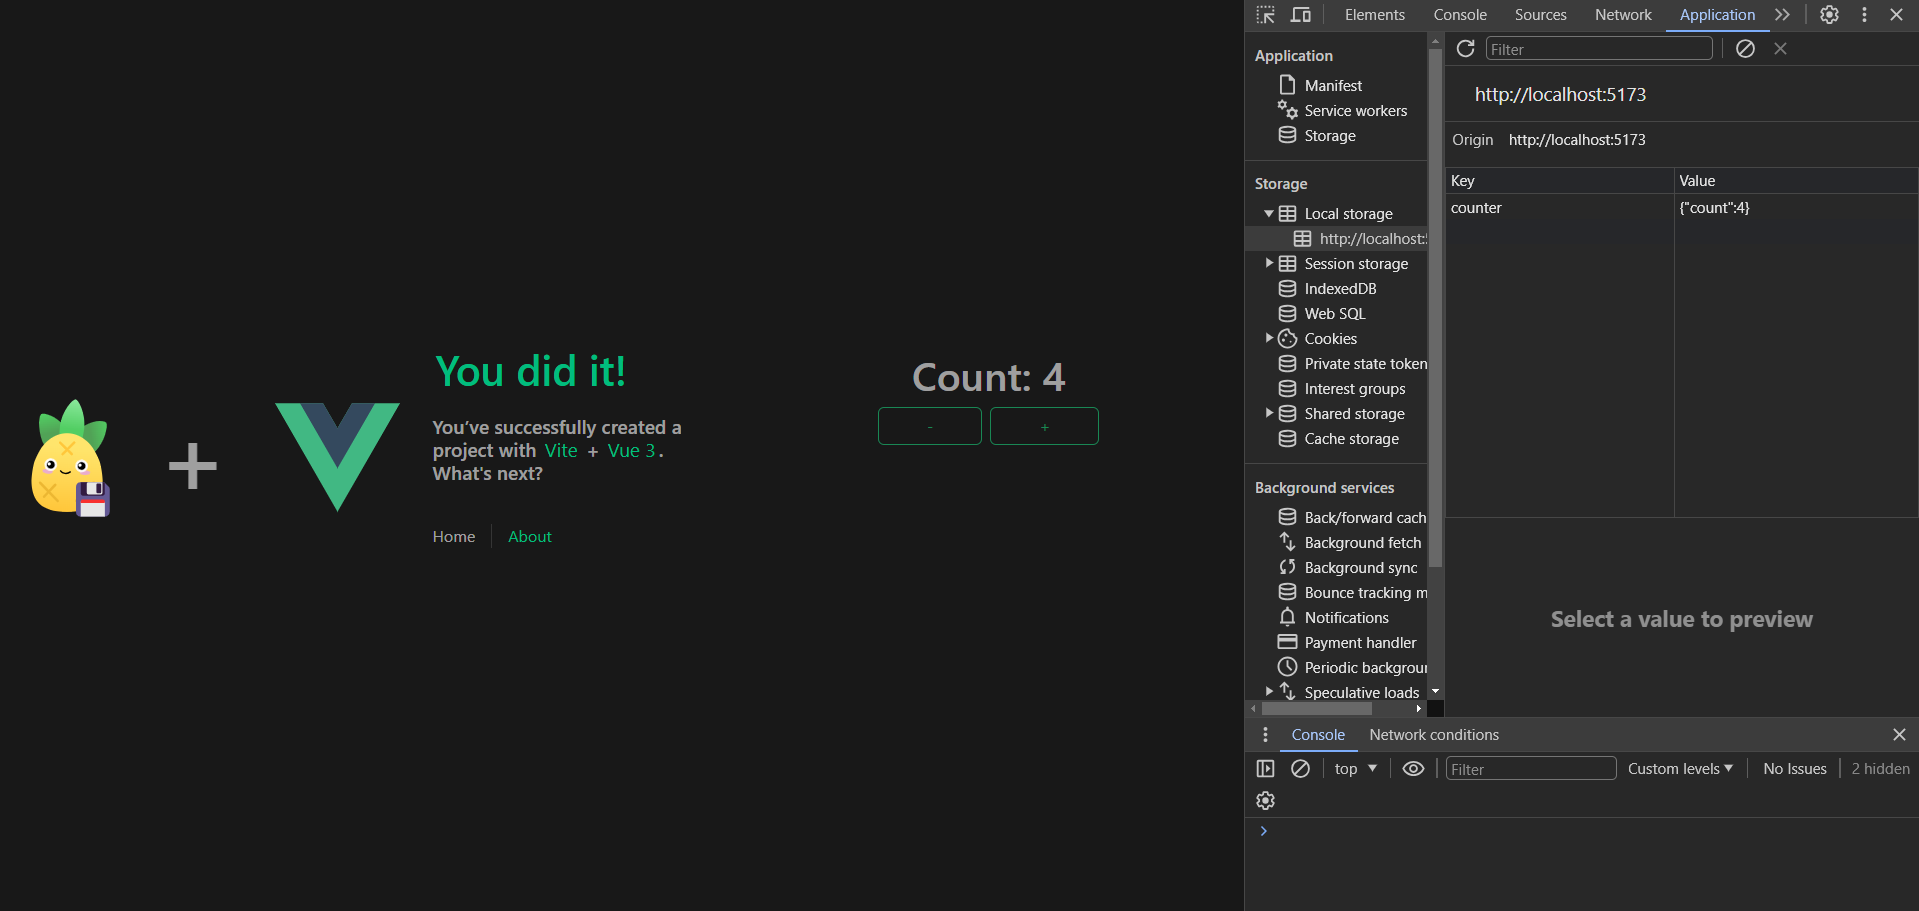 You did it!
You’ve successfully created a
project with Vite + Vue 3.
What's next?
Home
About
Count: 4
-
+
Elements
Console
Sources
Network
Application
Application
Manifest
Service workers
Storage
Storage
Local storage
http://localhost:5
Session storage
IndexedDB
Web SQL
Cookies
Private state token
Interest groups
Shared storage
Cache storage
Background services
Back/forward cach
Background fetch
Background sync
Bounce tracking m
Notifications
Payment handler
Periodic backgrour
Speculative loads
Filter
http://localhost:5173
Origin http://localhost:5173
Key Value
counter {"count":4}
Select a value to preview
Console
Network conditions
top
Filter
Custom levels
No Issues
2 hidden